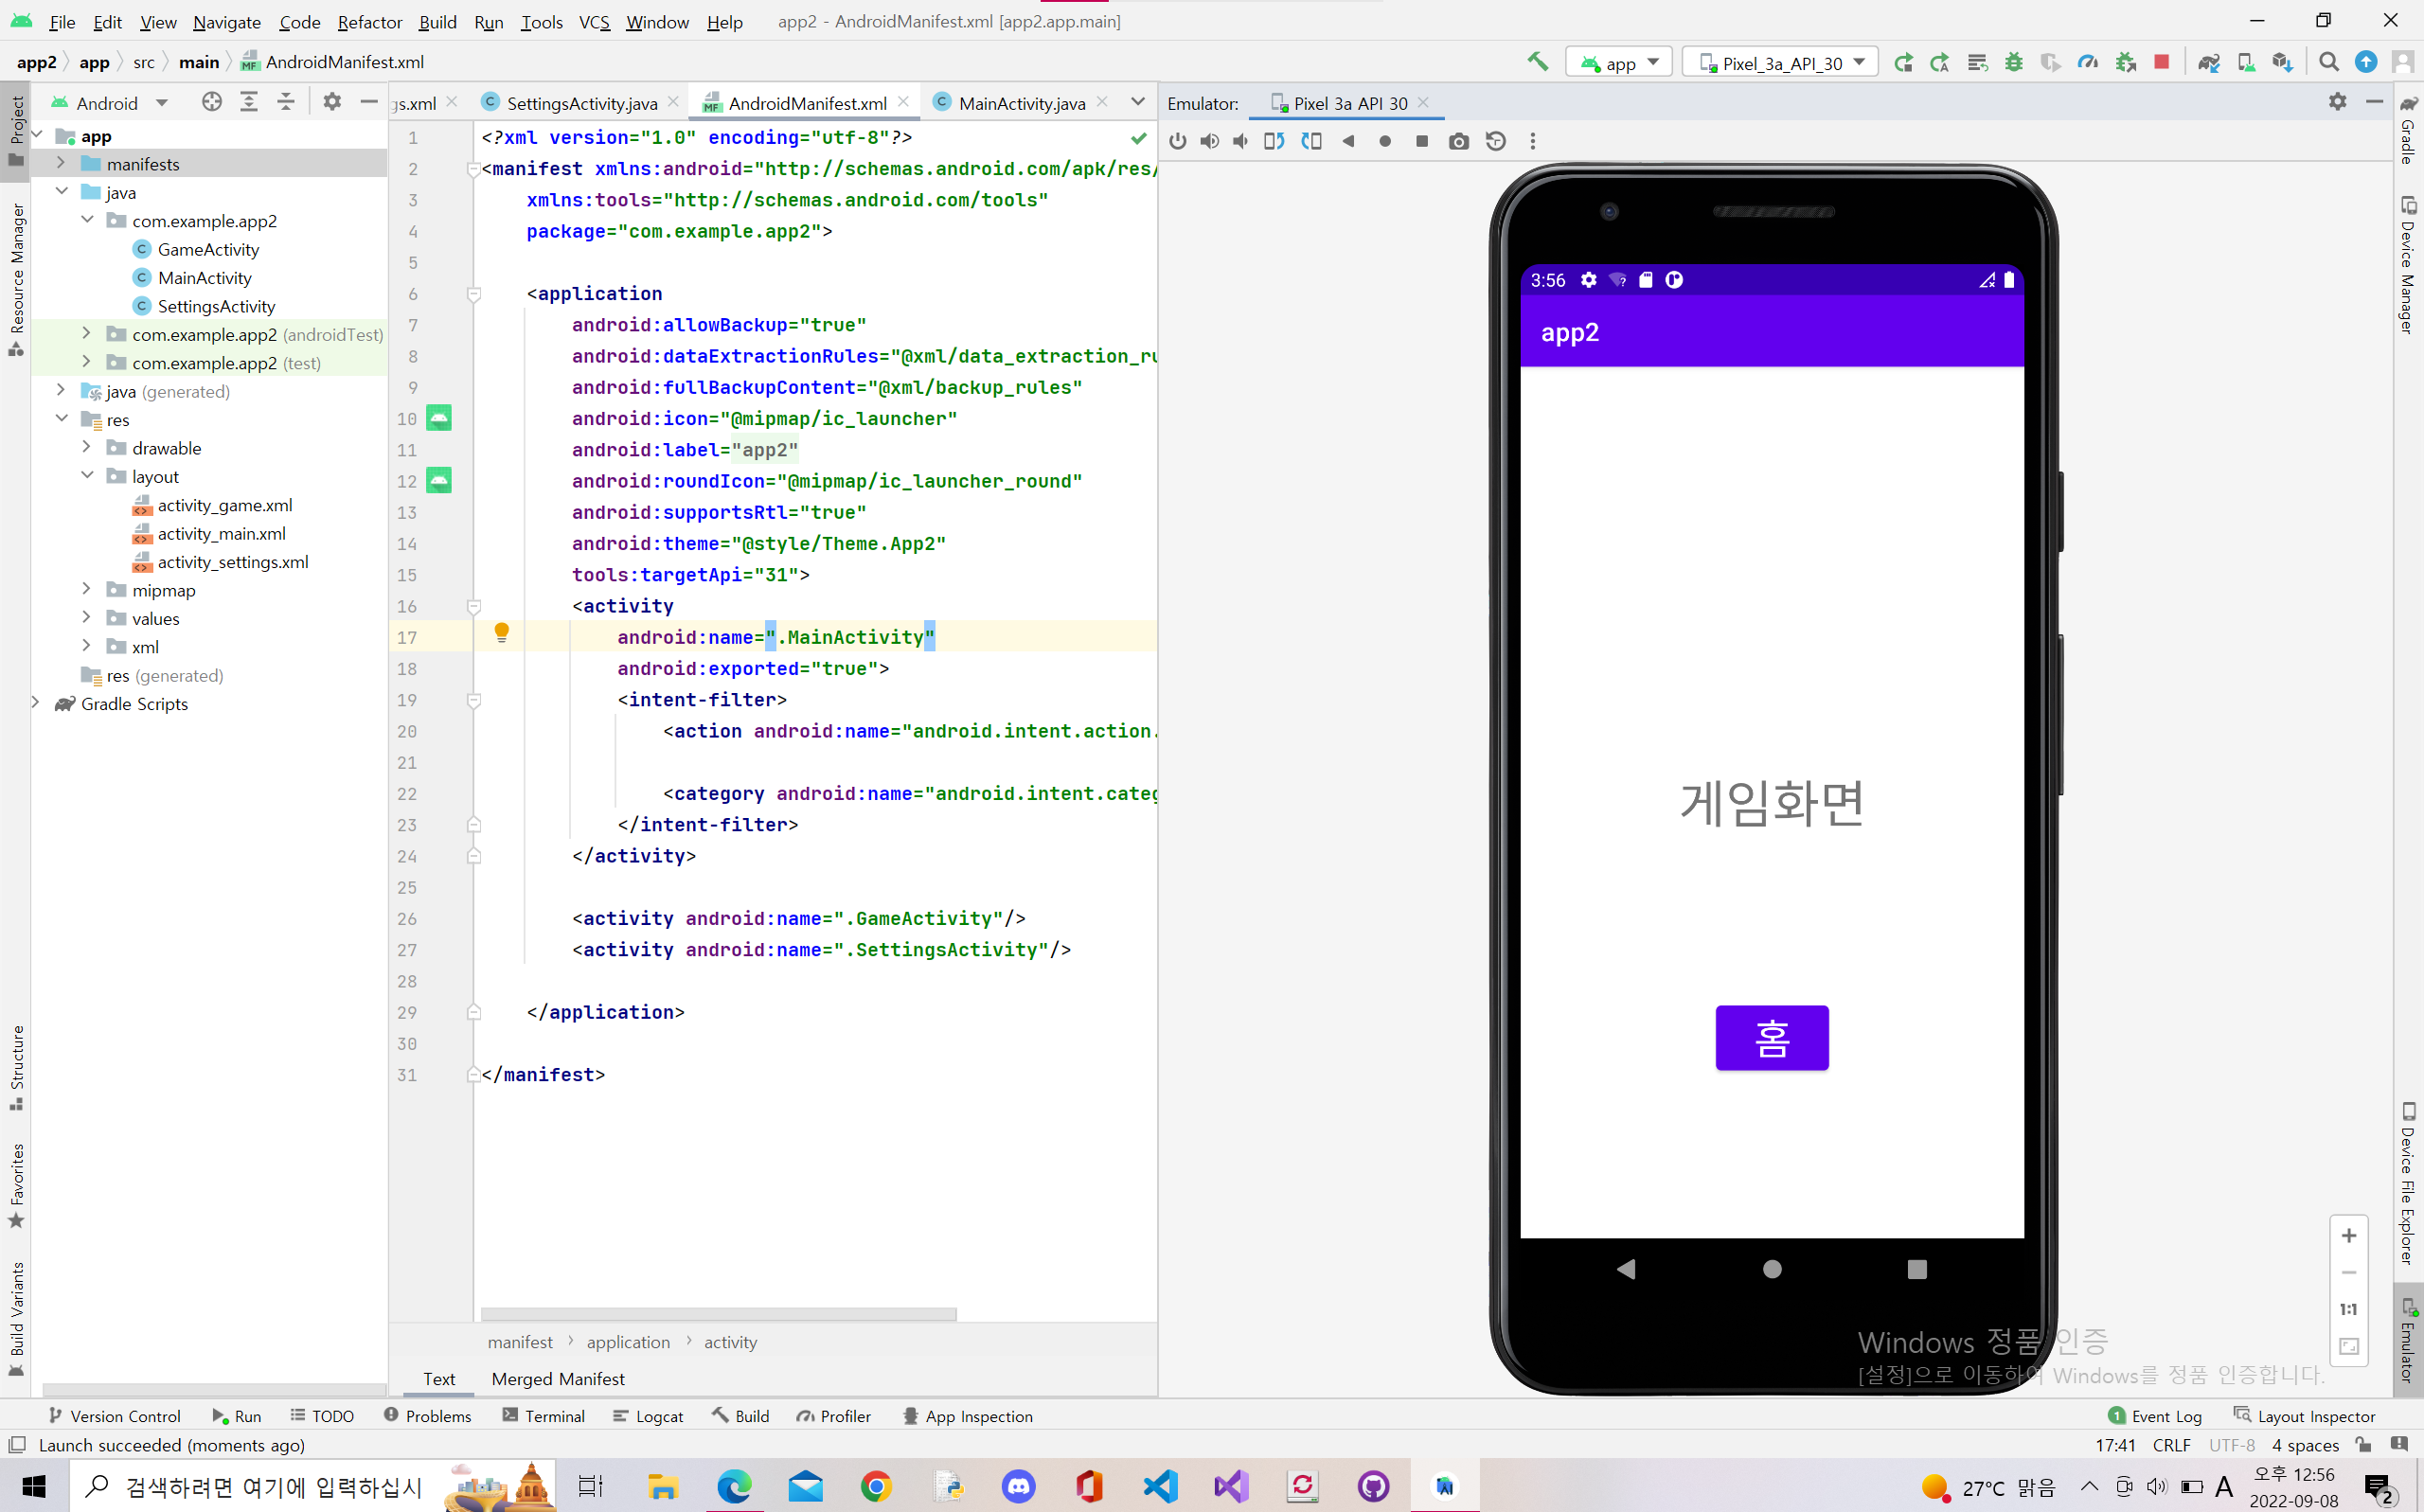 File Edit View Navigate Code Refactor Build Run Tools VCS Window Help app2 - AndroidManifest.xml [app2.app.main]
app2 app src main AndroidManifest.xml app Pixel_3a_API_30
Android gs.xml SettingsActivity.java AndroidManifest.xml MainActivity.java Emulator: Pixel 3a API 30
Project
Resource Manager
Structure
Favorites
Build Variants
app
manifests
java
com.example.app2
GameActivity
MainActivity
SettingsActivity
com.example.app2 (androidTest)
com.example.app2 (test)
java (generated)
res
drawable
layout
activity_game.xml
activity_main.xml
activity_settings.xml
mipmap
values
xml
res (generated)
Gradle Scripts
1 <?xml version="1.0" encoding="utf-8"?>
2 <manifest xmlns:android="http://schemas.android.com/apk/res/
3 xmlns:tools="http://schemas.android.com/tools"
4 package="com.example.app2">
5
6 <application
7 android:allowBackup="true"
8 android:dataExtractionRules="@xml/data_extraction_ru
9 android:fullBackupContent="@xml/backup_rules"
10 android:icon="@mipmap/ic_launcher"
11 android:label="app2"
12 android:roundIcon="@mipmap/ic_launcher_round"
13 android:supportsRtl="true"
14 android:theme="@style/Theme.App2"
15 tools:targetApi="31">
16 <activity
17 android:name=".MainActivity"
18 android:exported="true">
19 <intent-filter>
20 <action android:name="android.intent.action.
21
22 <category android:name="android.intent.categ
23 </intent-filter>
24 </activity>
25
26 <activity android:name=".GameActivity"/>
27 <activity android:name=".SettingsActivity"/>
28
29 </application>
30
31 </manifest>
manifest application activity
Text Merged Manifest
3:56
app2
게임화면
홈
1:1
Windows 정품 인증
[설정]으로 이동하여 Windows를 정품 인증합니다.
Gradle
Device Manager
Device File Explorer
Emulator
Version Control Run TODO Problems Terminal Logcat Build Profiler App Inspection 1 Event Log Layout Inspector
Launch succeeded (moments ago) 17:41 CRLF UTF-8 4 spaces
검색하려면 여기에 입력하십시 27°C 맑음 A 오후 12:56
2022-09-08 2